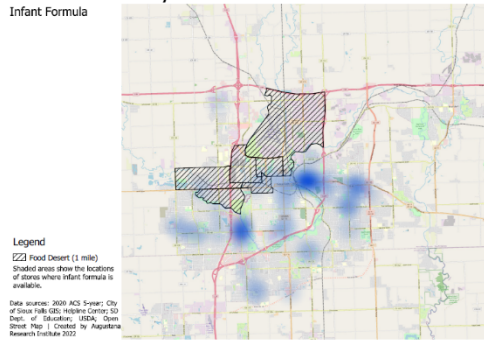 Infant Formula
Legend
Food Desert (1 mile)
Shaded areas show the locations
of stores where infant formula is
available.
Data sources: 2020 ACS 5-year; City
of Sioux Falls GIS; Helpline Center; SD
Dept. of Education; USDA; Open
Street Map | Created by Augustana
Research Institute 2022